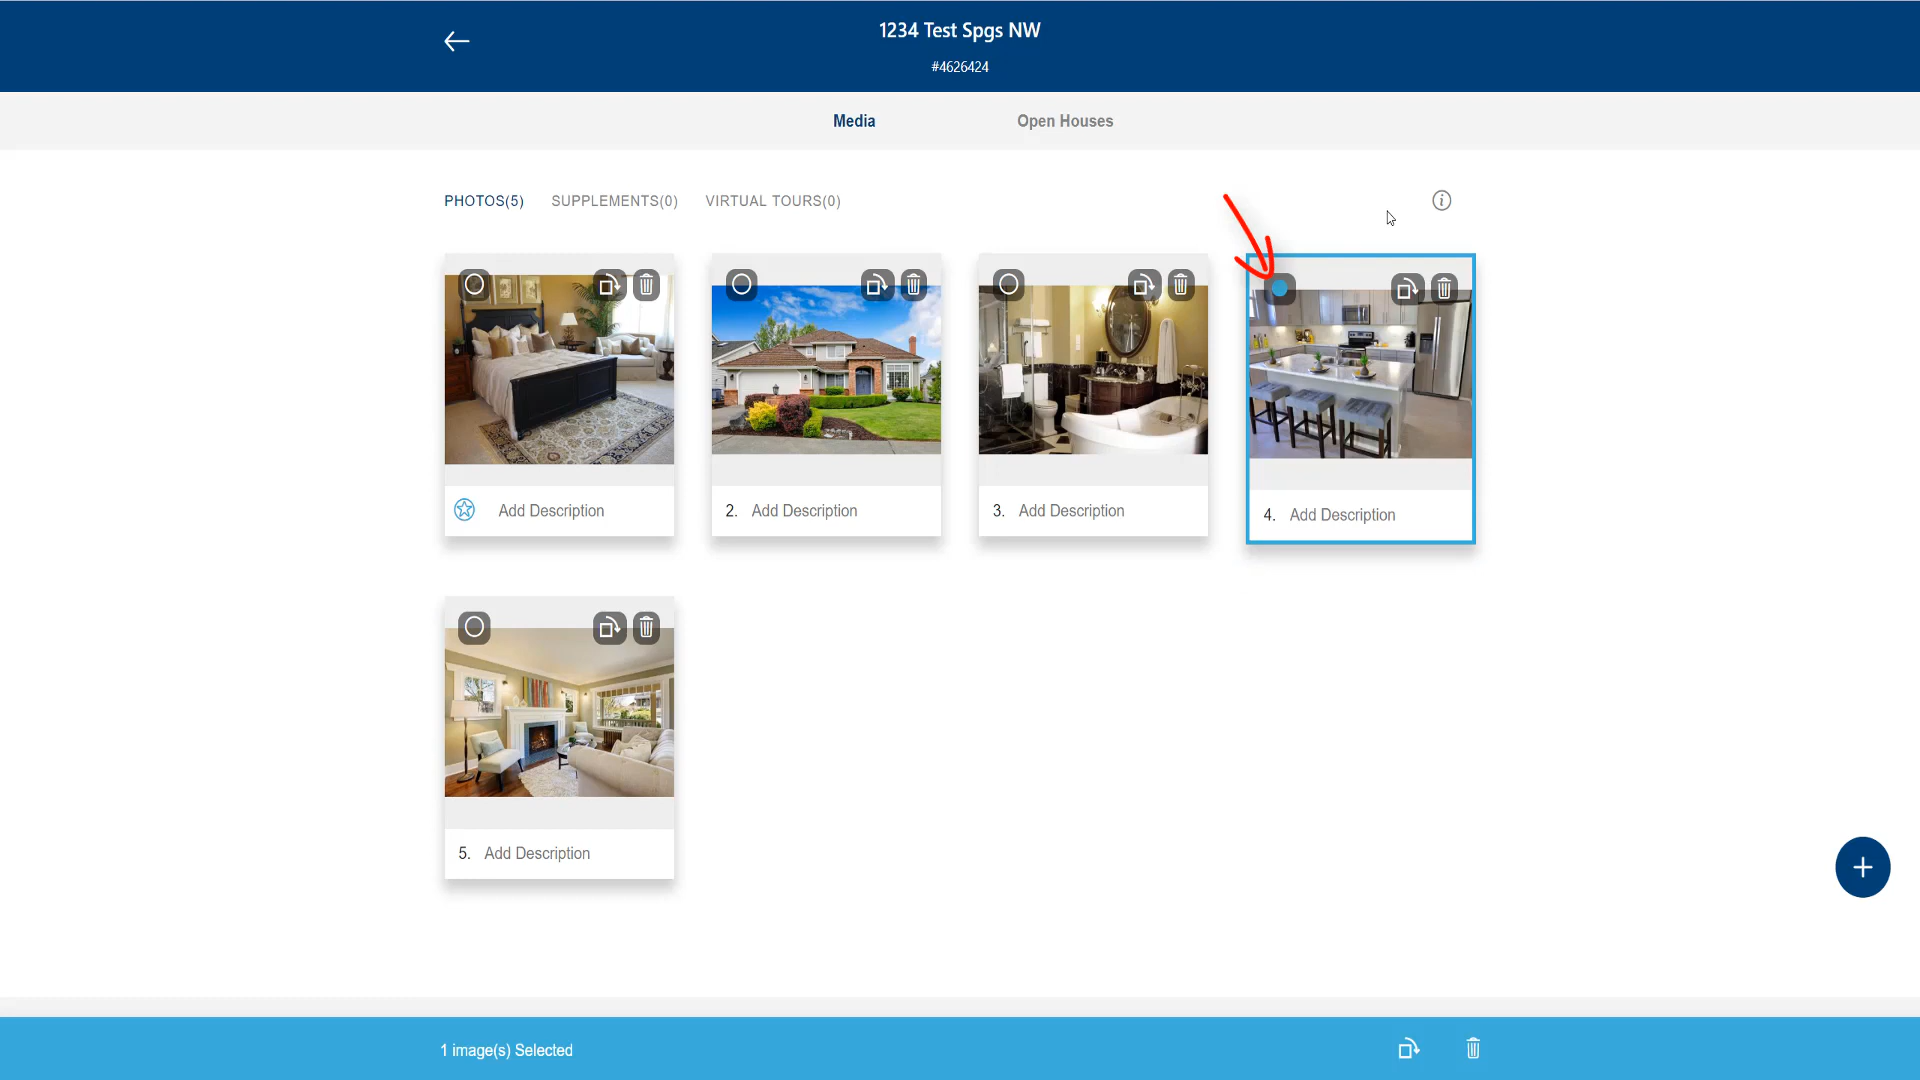 1234 Test Spgs NW
#4626424
Media Open Houses
PHOTOS(5) SUPPLEMENTS(0) VIRTUAL TOURS(0)
Add Description
2. Add Description
3. Add Description
4. Add Description
5. Add Description
1 image(s) Selected